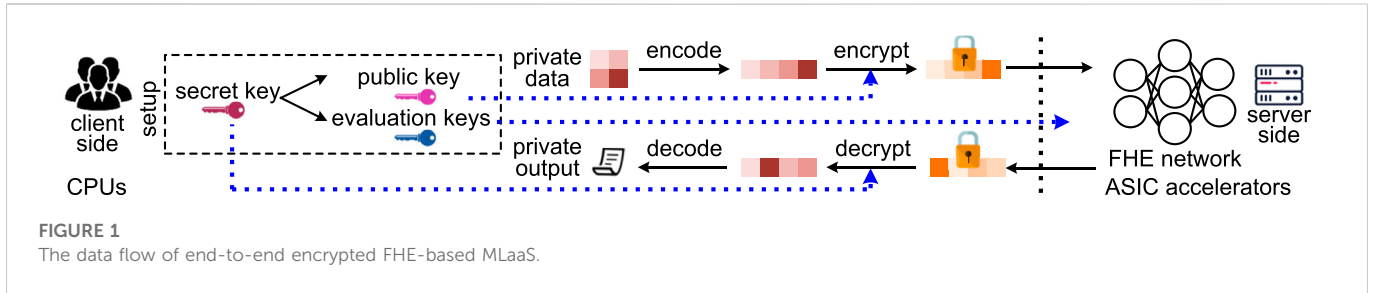 client
side
CPUs
setup
secret key
public key
evaluation keys
private
data
encode
encrypt
private
output
decode
decrypt
server
side
FHE network
ASIC accelerators
FIGURE 1
The data flow of end-to-end encrypted FHE-based MLaaS.